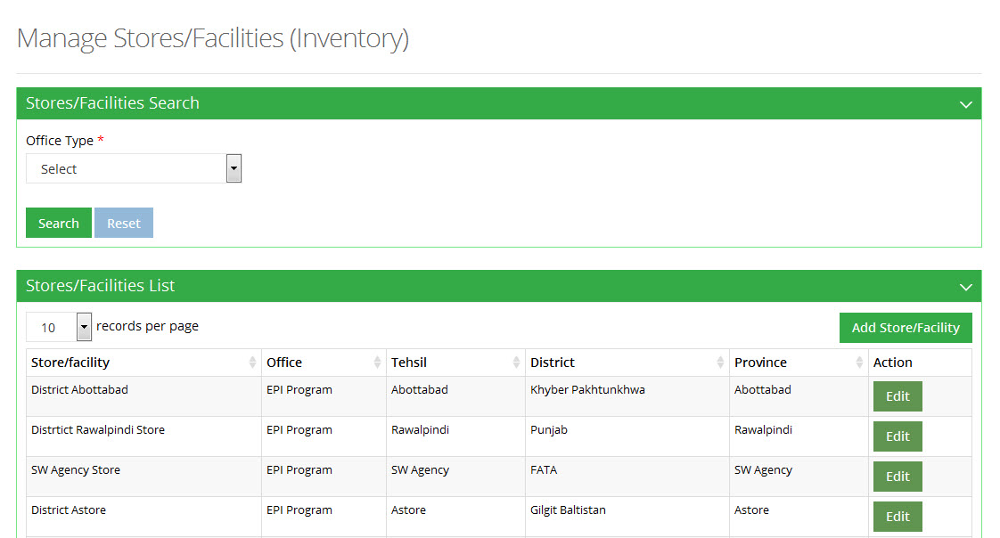 Manage Stores/Facilities (Inventory)
Stores/Facilities Search
Office Type *
Select
Search Reset
Stores/Facilities List
10 records per page Add Store/Facility
Store/facility Office Tehsil District Province Action
District Abottabad EPI Program Abottabad Khyber Pakhtunkhwa Abottabad Edit
Distrtict Rawalpindi Store EPI Program Rawalpindi Punjab Rawalpindi Edit
SW Agency Store EPI Program SW Agency FATA SW Agency Edit
District Astore EPI Program Astore Gilgit Baltistan Astore Edit